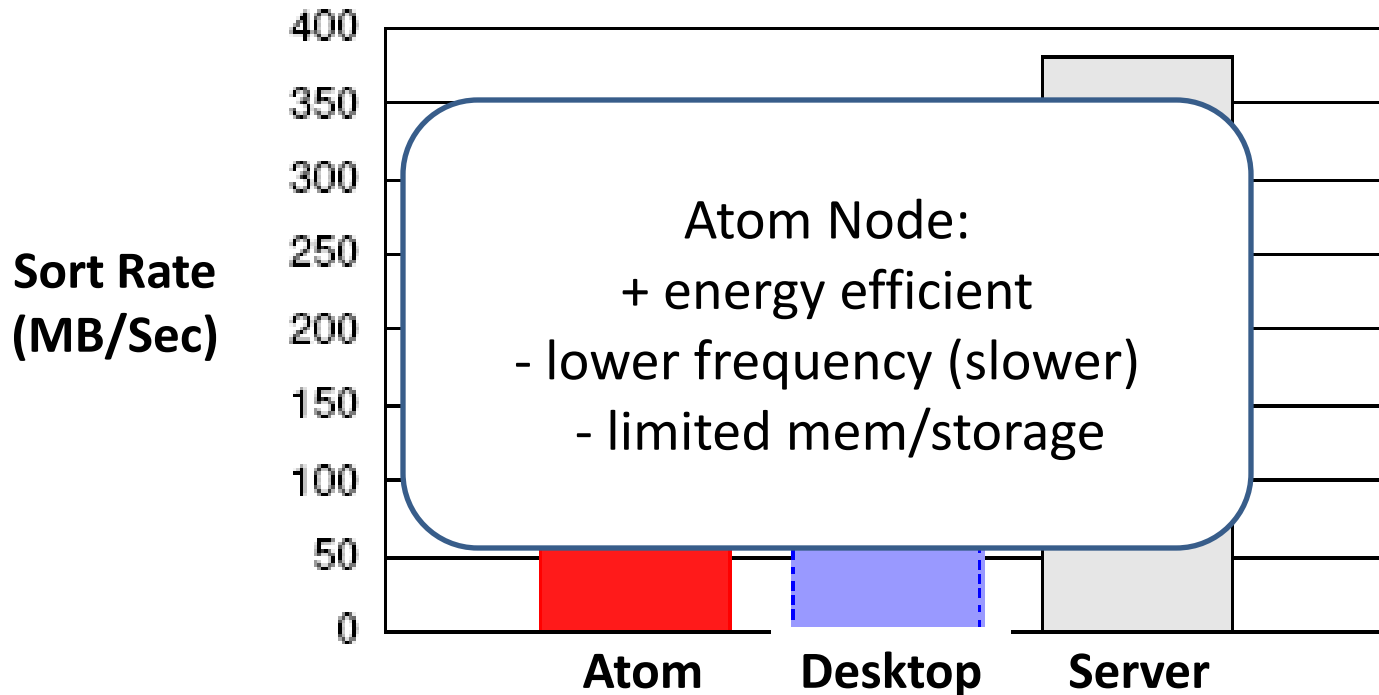 400
350
300
250
200
150
100
50
0
Sort Rate
(MB/Sec)
Atom Node:
+ energy efficient
- lower frequency (slower)
- limited mem/storage
Atom Desktop Server